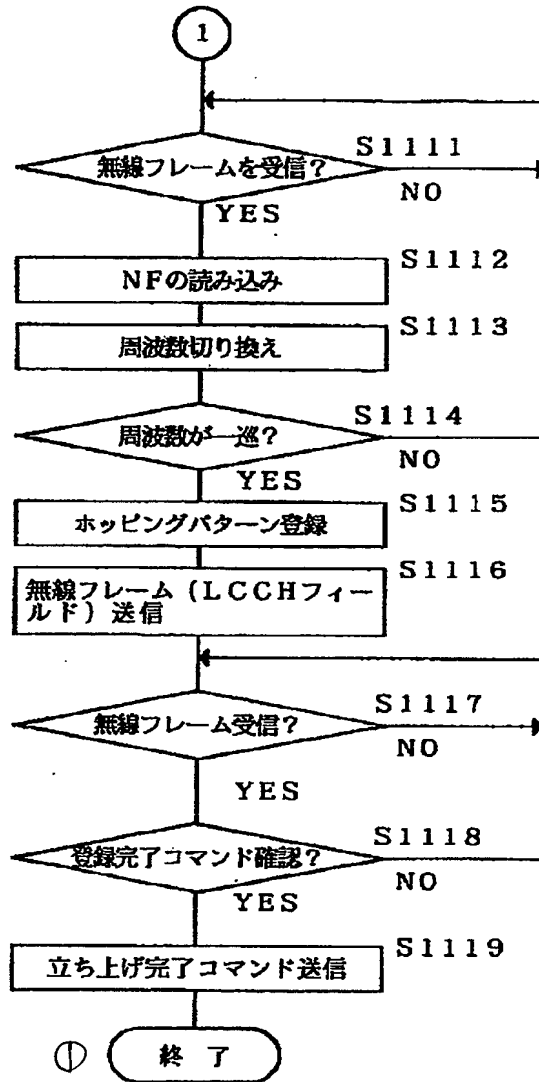 1
S1111
無線フレームを受信?
NO
YES
S1112
NFの読み込み
S1113
周波数切り換え
S1114
周波数が一巡?
NO
YES
S1115
ホッピングパターン登録
S1116
無線フレーム(LCCHフィー
ルド)送信
S1117
無線フレーム受信?
NO
YES
S1118
登録完了コマンド確認?
NO
YES
S1119
立ち上げ完了コマンド送信
① 終了